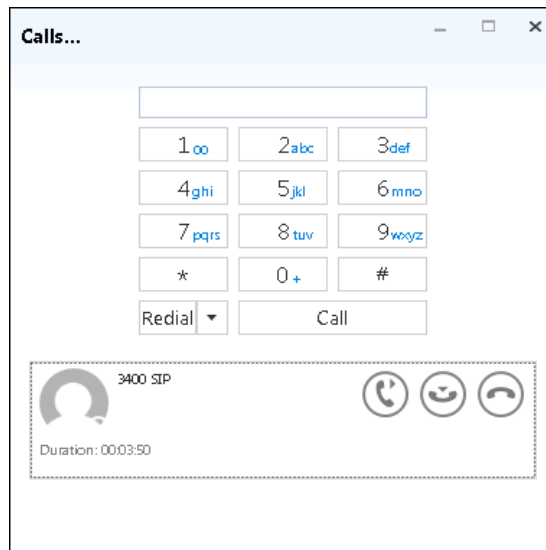 Calls...
1 oo 2 abc 3 def
4 ghi 5 jkl 6 mno
7 pqrs 8 tuv 9 wxyz
* 0 + #
Redial Call
3400 SIP
Duration: 00:03:50